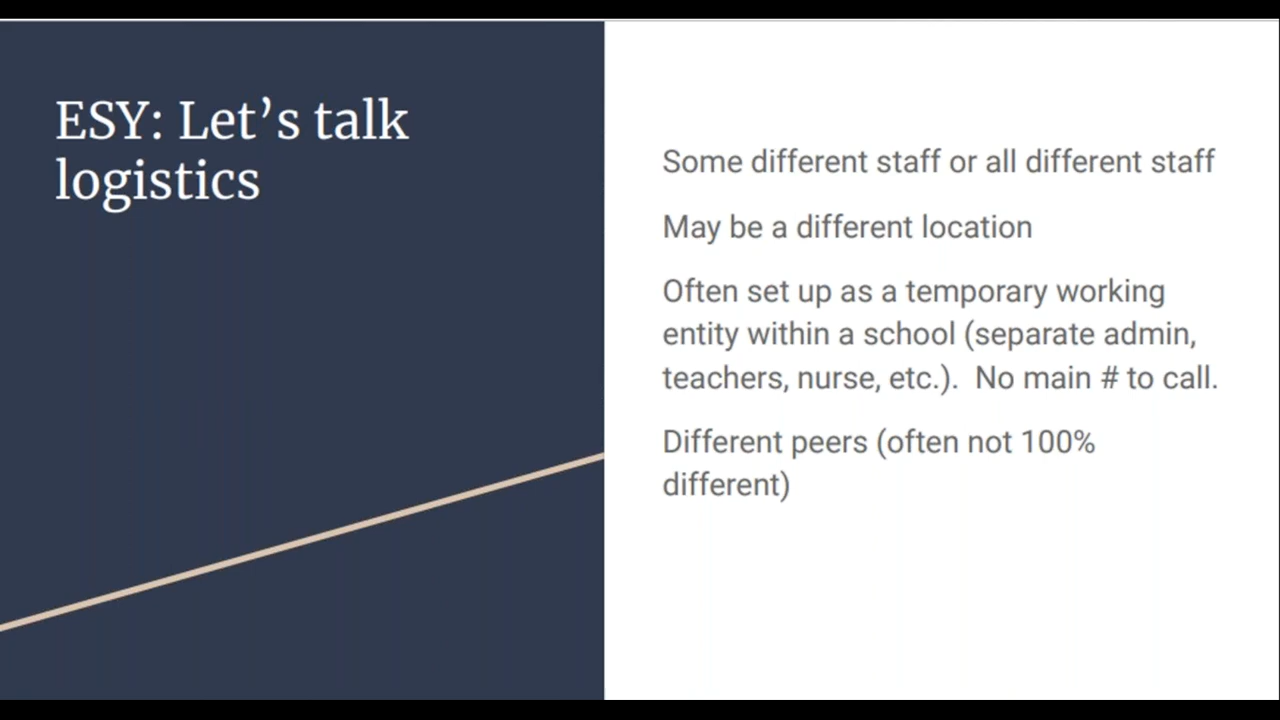 ESY: Let’s talk
logistics
Some different staff or all different staff
May be a different location
Often set up as a temporary working
entity within a school (separate admin,
teachers, nurse, etc.).  No main # to call.
Different peers (often not 100%
different)